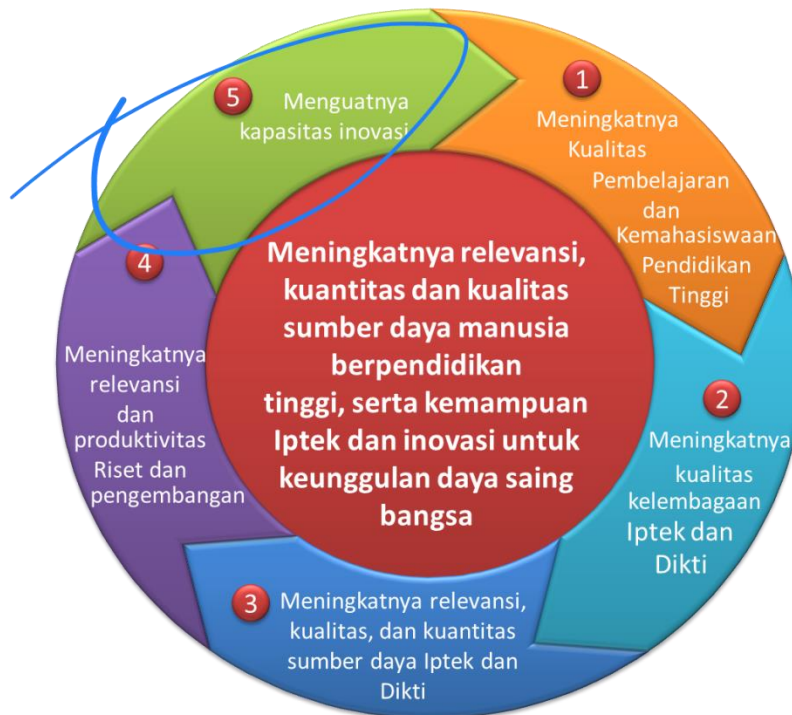 5
Menguatnya
kapasitas inovasi
1
Meningkatnya
Kualitas
Pembelajaran
dan
Kemahasiswaan
Pendidikan
Tinggi
2
Meningkatnya
kualitas
kelembagaan
Iptek dan
Dikti
3
Meningkatnya relevansi,
kualitas, dan kuantitas
sumber daya Iptek dan
Dikti
4
Meningkatnya
relevansi
dan
produktivitas
Riset dan
pengembangan
Meningkatnya relevansi,
kuantitas dan kualitas
sumber daya manusia
berpendidikan
tinggi, serta kemampuan
Iptek dan inovasi untuk
keunggulan daya saing
bangsa